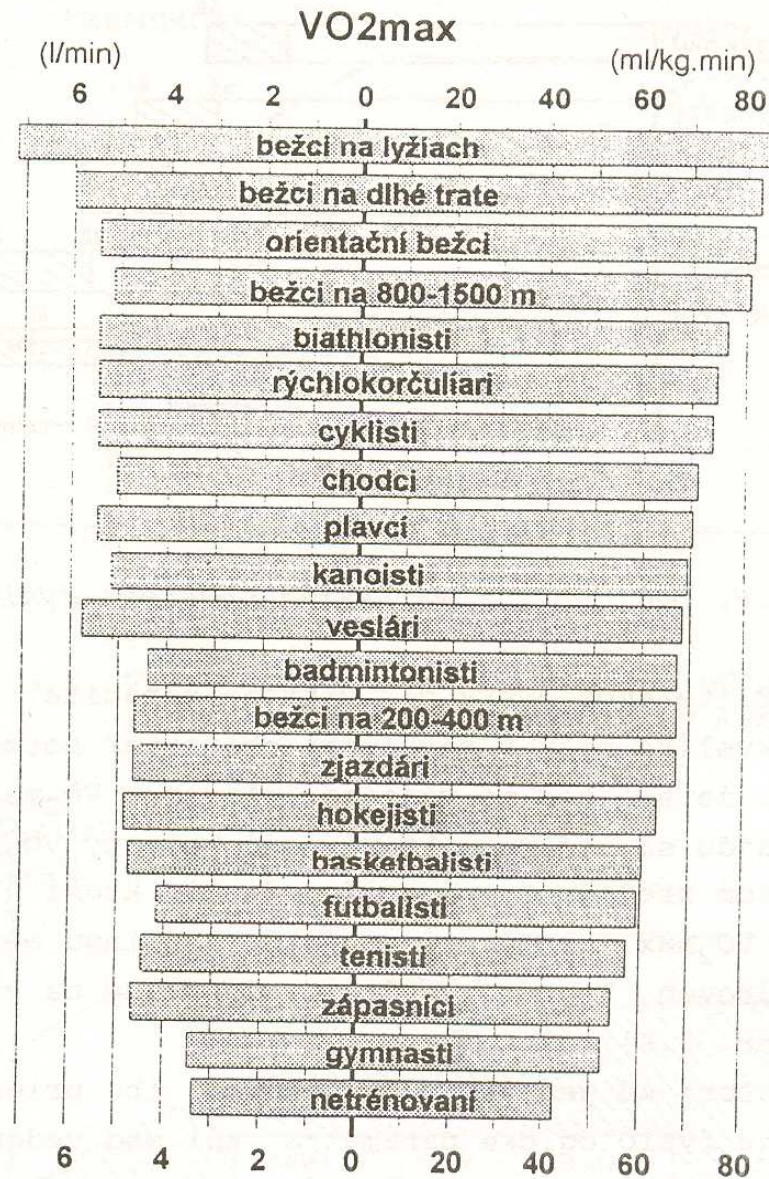 VO2max
(l/min) (ml/kg.min)
6 4 2 0 20 40 60 80
bežci na lyžiach
bežci na dlhé trate
orientační bežci
bežci na 800-1500 m
biathlonisti
rýchlokorčuliari
cyklisti
chodci
plavci
kanoisti
veslári
badmintonisti
bežci na 200-400 m
zjazdári
hokejisti
basketbalisti
futbalisti
tenisti
zápasníci
gymnasti
netrénovaní
6 4 2 0 20 40 60 80